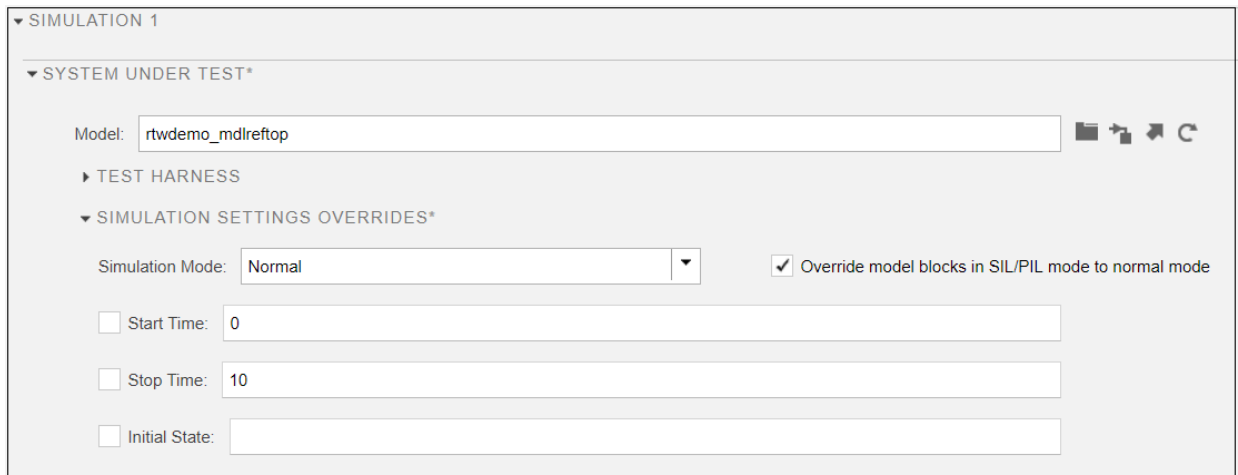 SIMULATION 1
SYSTEM UNDER TEST*
Model: rtwdemo_mdlreftop
TEST HARNESS
SIMULATION SETTINGS OVERRIDES*
Simulation Mode: Normal Override model blocks in SIL/PIL mode to normal mode
Start Time: 0
Stop Time: 10
Initial State: